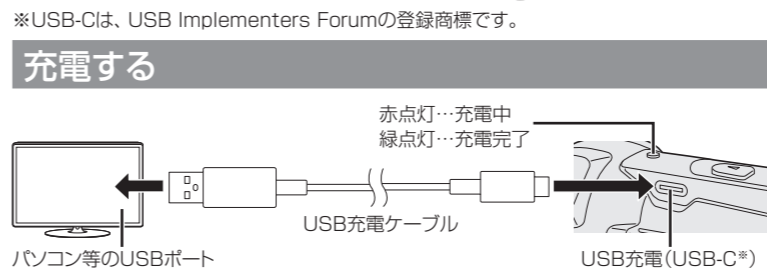 ※USB-Cは、USB Implementers Forumの登録商標です。
充電する
赤点灯…充電中
緑点灯…充電完了
USB充電ケーブル
パソコン等のUSBポート
USB充電(USB-C※)